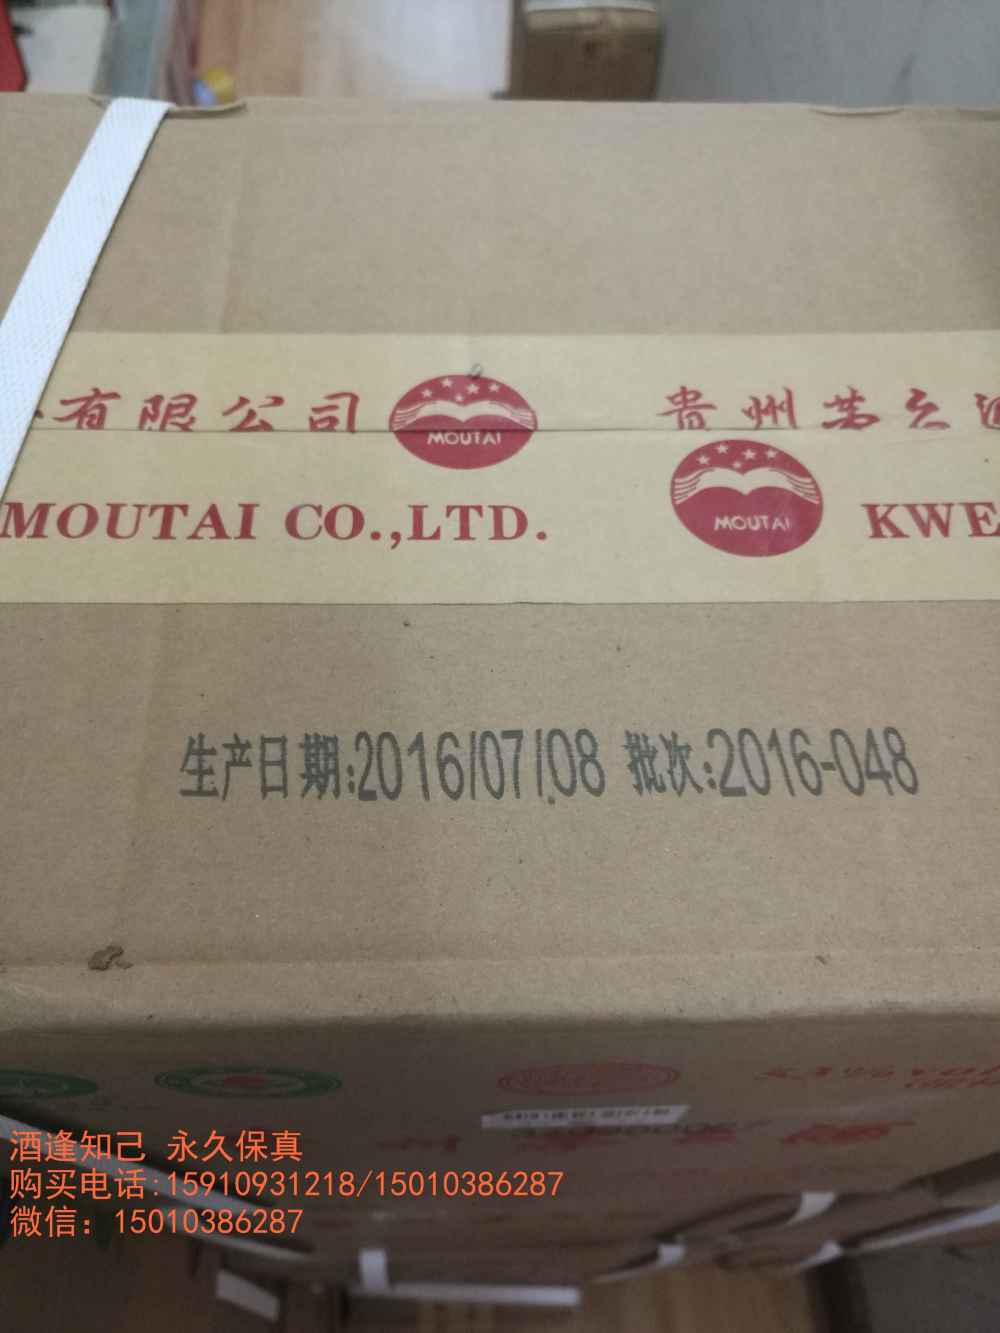 有限公司 MOUTAI 贵州茅台酒
MOUTAI CO.,LTD. MOUTAI KWE
生产日期:2016/07/08 批次:2016-048
酒逢知己 永久保真
购买电话:15910931218/15010386287
微信：15010386287